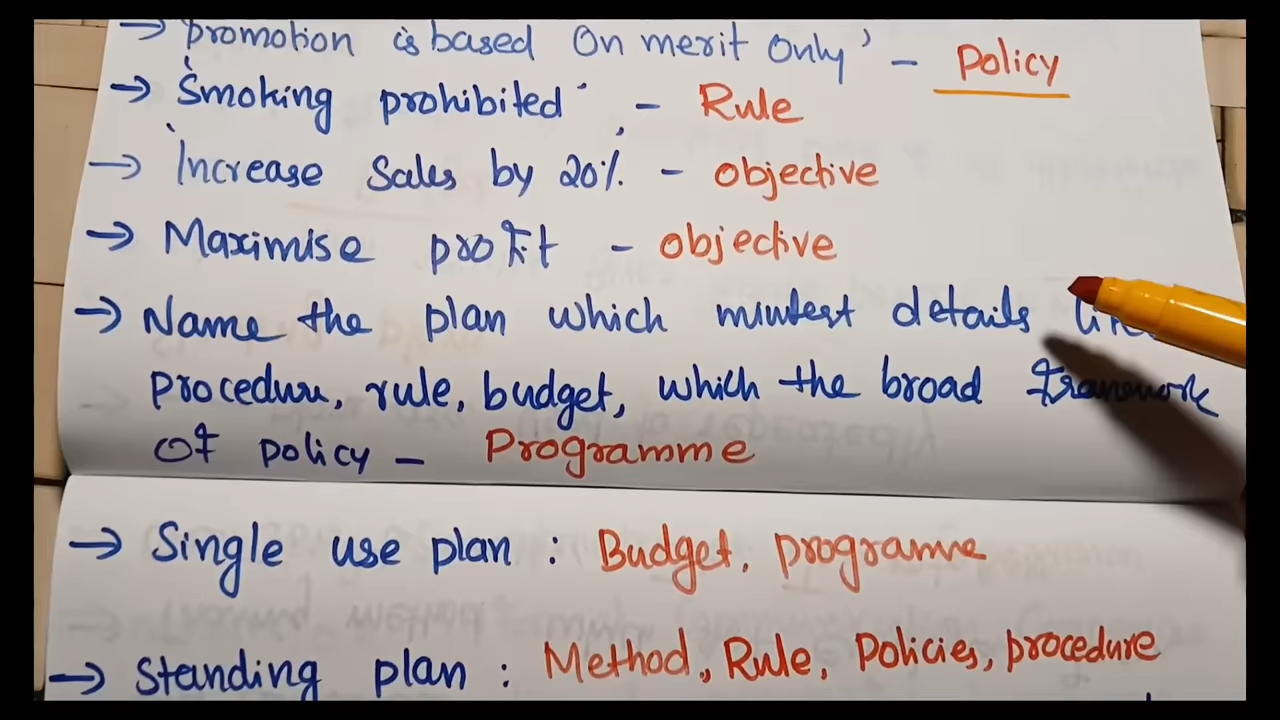 → 'promotion is based On merit Only' – Policy
→ 'Smoking prohibited' – Rule
→ 'Increase Sales by 20%' – Objective
→ Maximise profit – Objective
→ Name the plan which mintest details
procedure, rule, budget, which the broad framework
Of policy – Programme
→ Single use plan : Budget, programme
→ Standing plan : Method, Rule, Policies, procedure